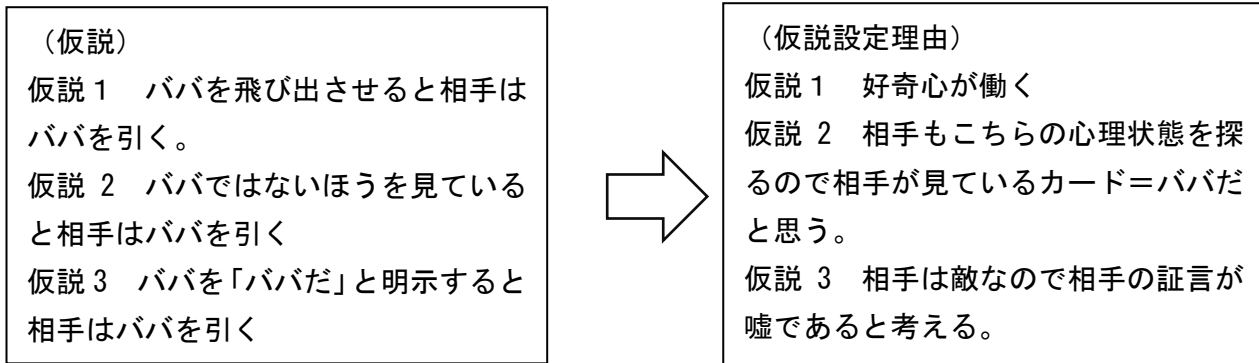 （仮説）
仮説１　ババを飛び出させると相手は
ババを引く。
仮説 2　ババではないほうを見ている
と相手はババを引く
仮説 3　ババを「ババだ」と明示すると
相手はババを引く
（仮説設定理由）
仮説１　好奇心が働く
仮説 2　相手もこちらの心理状態を探
るので相手が見ているカード＝ババだ
と思う。
仮説 3　相手は敵なので相手の証言が
嘘であると考える。